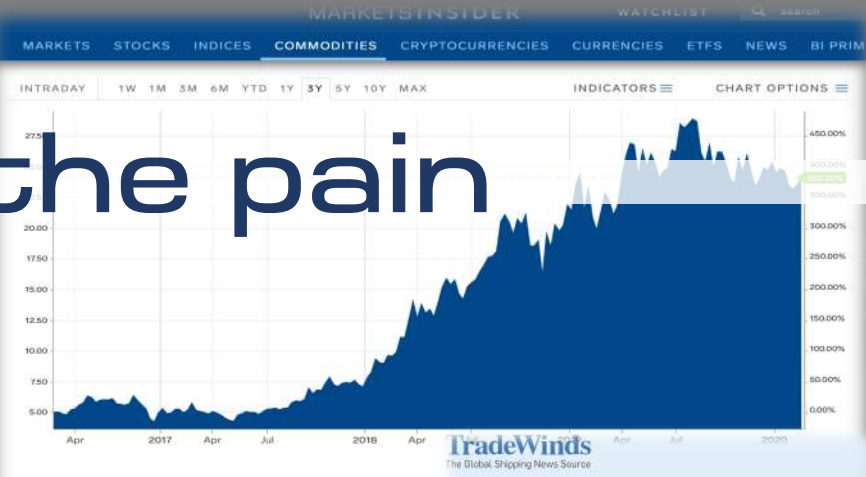 MARKETS INSIDER
WATCHLIST
search
MARKETS STOCKS INDICES COMMODITIES CRYPTOCURRENCIES CURRENCIES ETFS NEWS BI PRIM
INTRADAY 1W 1M 3M 6M YTD 1Y 3Y 5Y 10Y MAX INDICATORS CHART OPTIONS
the pain
27.50
20.00
17.50
15.00
12.50
10.00
7.50
5.00
450.00%
400.00%
350.00%
300.00%
250.00%
200.00%
150.00%
100.00%
50.00%
0.00%
Apr 2017 Apr Jul 2018 Apr Jul Apr Jul 2020
TradeWinds
The Global Shipping News Source